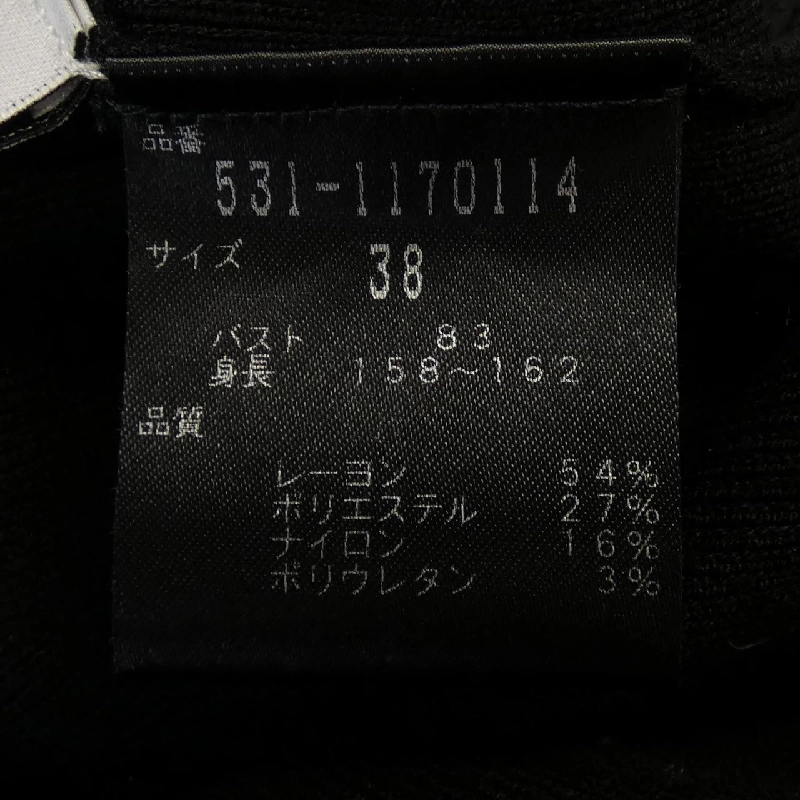 品番
531-1170114
サイズ 38
バスト 83
身長 158〜162
品質
レーヨン 54%
ポリエステル 27%
ナイロン 16%
ポリウレタン 3%